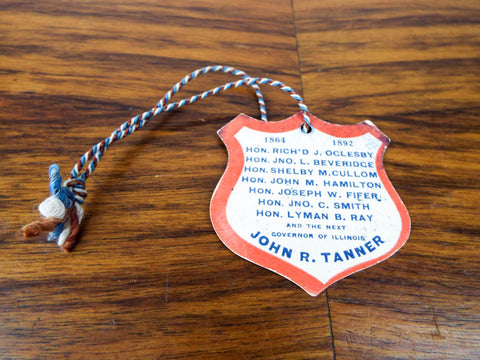 1864 1892
HON. RICH'D J. OGLESBY
HON. JNO. L. BEVERIDGE
HON. SHELBY M. CULLOM
HON. JOHN M. HAMILTON
HON. JOSEPH W. FIFER
HON. JNO. C. SMITH
HON. LYMAN B. RAY
AND THE NEXT
GOVERNOR OF ILLINOIS
JOHN R. TANNER